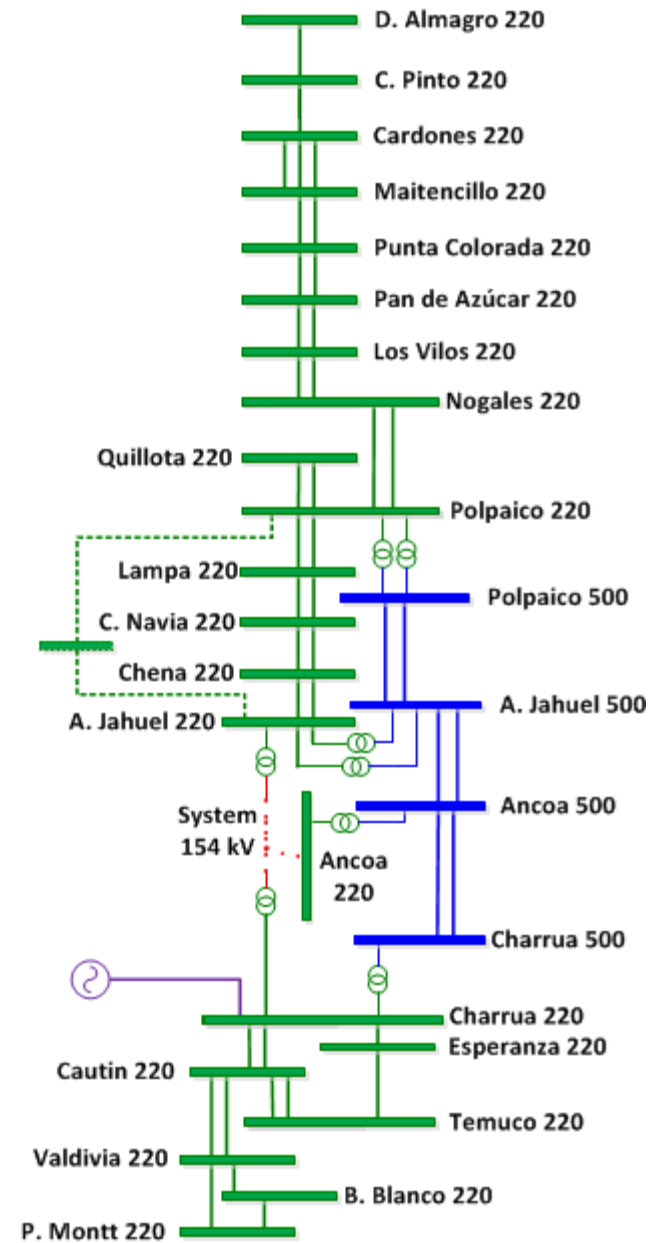 D. Almagro 220
C. Pinto 220
Cardones 220
Maitencillo 220
Punta Colorada 220
Pan de Azúcar 220
Los Vilos 220
Nogales 220
Quillota 220
Polpaico 220
Lampa 220
Polpaico 500
C. Navia 220
Chena 220
A. Jahuel 220
A. Jahuel 500
System
154 kV
Ancoa 500
Ancoa
220
Charrua 500
Charrua 220
Esperanza 220
Cautin 220
Temuco 220
Valdivia 220
B. Blanco 220
P. Montt 220